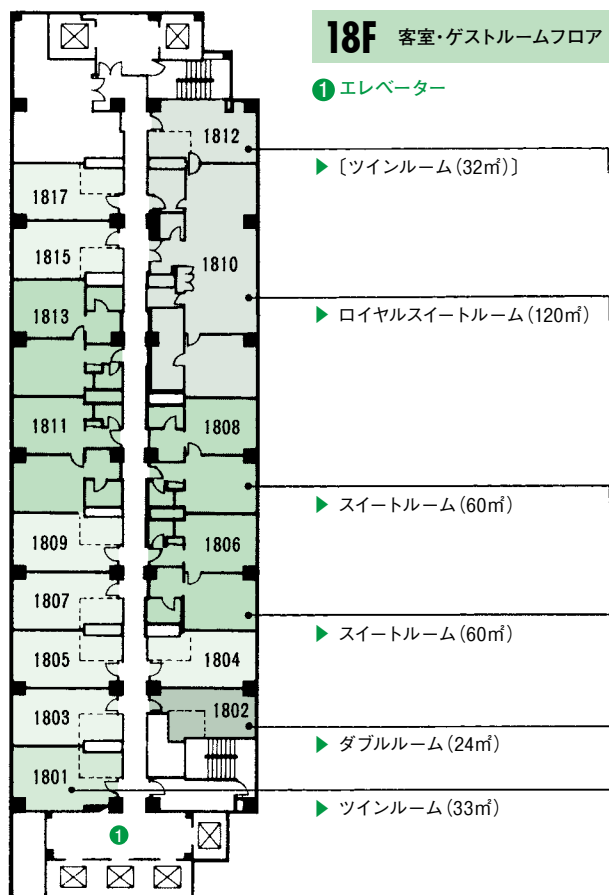 18F 客室・ゲストルームフロア
❶エレベーター
1812
▶〔ツインルーム(32㎡)〕
1817
1815
1810
1813
▶ロイヤルスイートルーム(120㎡)
1811
1808
▶スイートルーム(60㎡)
1809
1806
1807
▶スイートルーム(60㎡)
1805
1804
1803
1802
▶ダブルルーム(24㎡)
1801
▶ツインルーム(33㎡)
❶